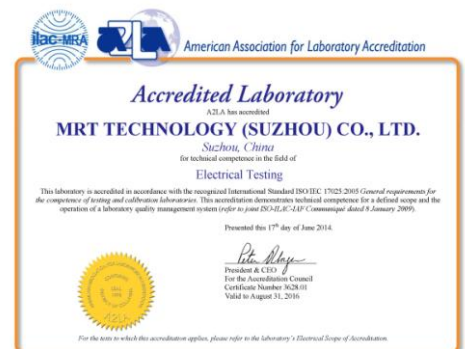 ilac-MRA
A2LA
American Association for Laboratory Accreditation
Accredited Laboratory
A2LA has accredited
MRT TECHNOLOGY (SUZHOU) CO., LTD.
Suzhou, China
for technical competence in the field of
Electrical Testing
This laboratory is accredited in accordance with the recognized International Standard ISO/IEC 17025:2005 General requirements for
the competence of testing and calibration laboratories. This accreditation demonstrates technical competence for a defined scope and the
operation of a laboratory quality management system (refer to joint ISO-ILAC-IAF Communiqué dated 8 January 2009).
Presented this 17th day of June 2014.
President & CEO
For the Accreditation Council
Certificate Number 3628.01
Valid to August 31, 2016
A2LA
For the tests to which this accreditation applies, please refer to the laboratory's Electrical Scope of Accreditation.